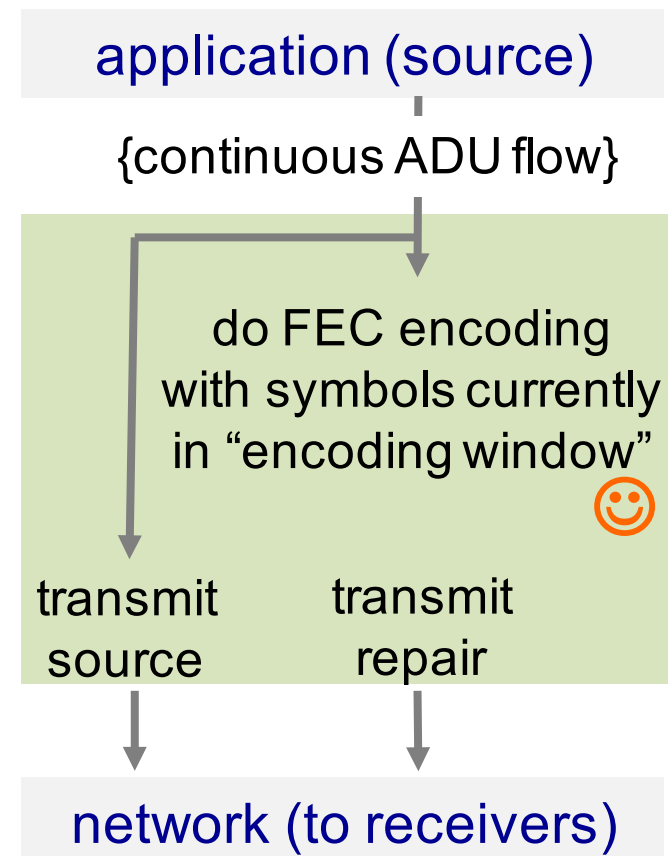 application (source)
{continuous ADU flow}
do FEC encoding
with symbols currently
in “encoding window”
transmit
source
transmit
repair
network (to receivers)